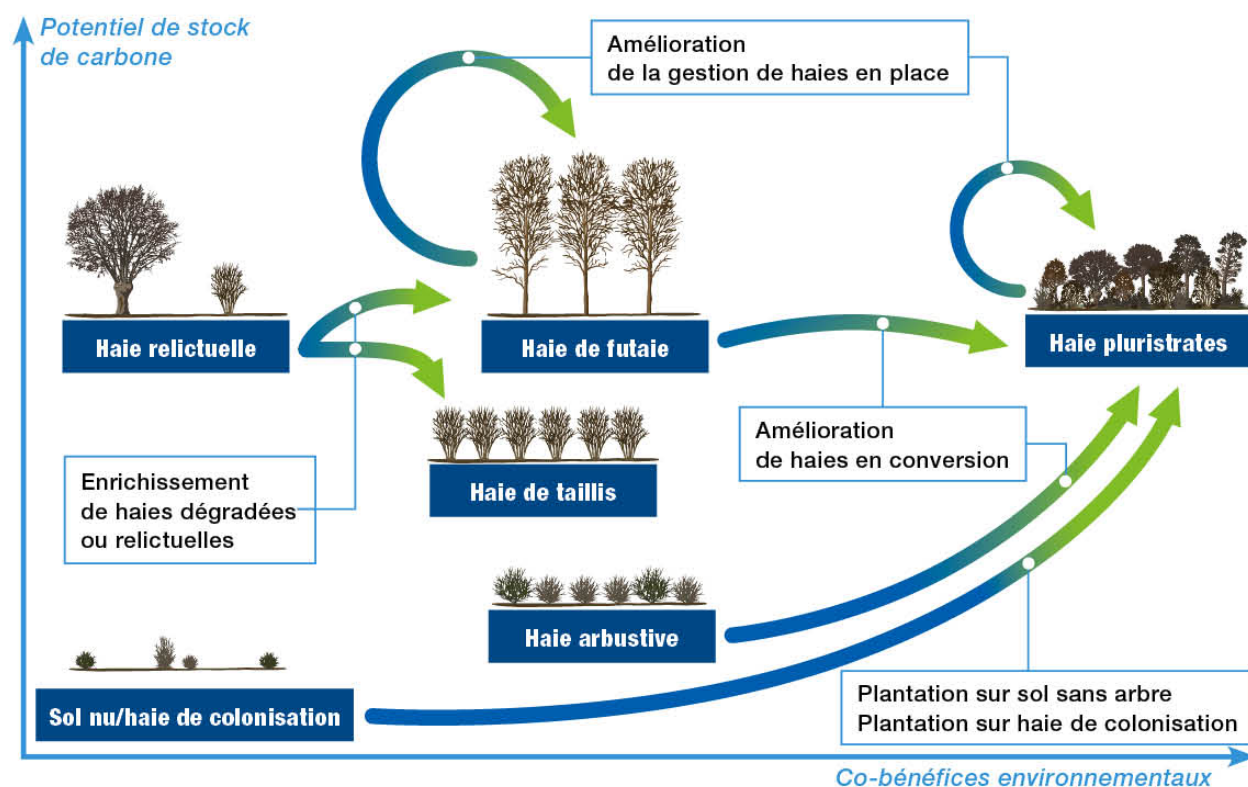 Potentiel de stock
de carbone
Amélioration
de la gestion de haies en place
Haie relictuelle
Haie de futaie
Haie pluristrates
Amélioration
de haies en conversion
Enrichissement
de haies dégradées
ou relictuelles
Haie de taillis
Haie arbustive
Sol nu/haie de colonisation
Plantation sur sol sans arbre
Plantation sur haie de colonisation
Co-bénéfices environnementaux